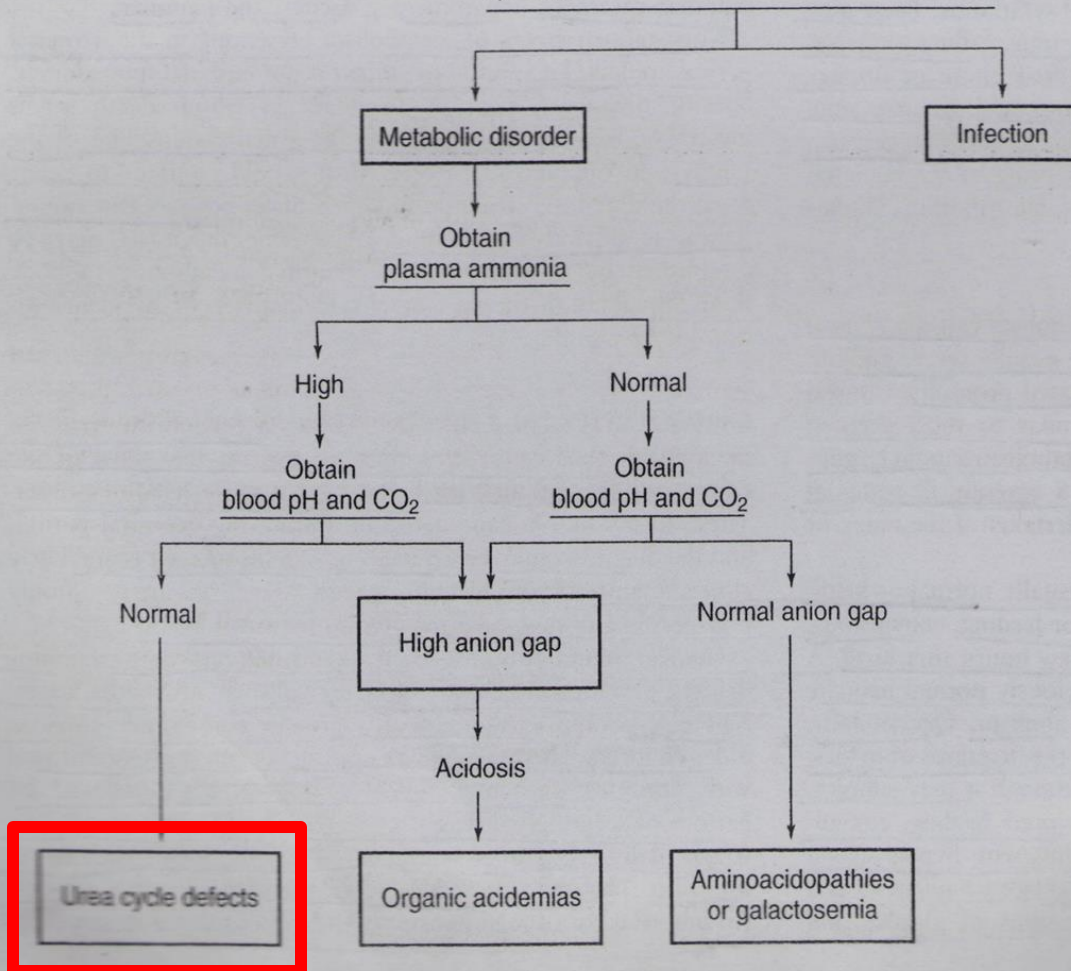 Metabolic disorder
Infection
Obtain
plasma ammonia
High
Normal
Obtain
blood pH and CO₂
Obtain
blood pH and CO₂
Normal
High anion gap
Normal anion gap
Acidosis
Urea cycle defects
Organic acidemias
Aminoacidopathies
or galactosemia